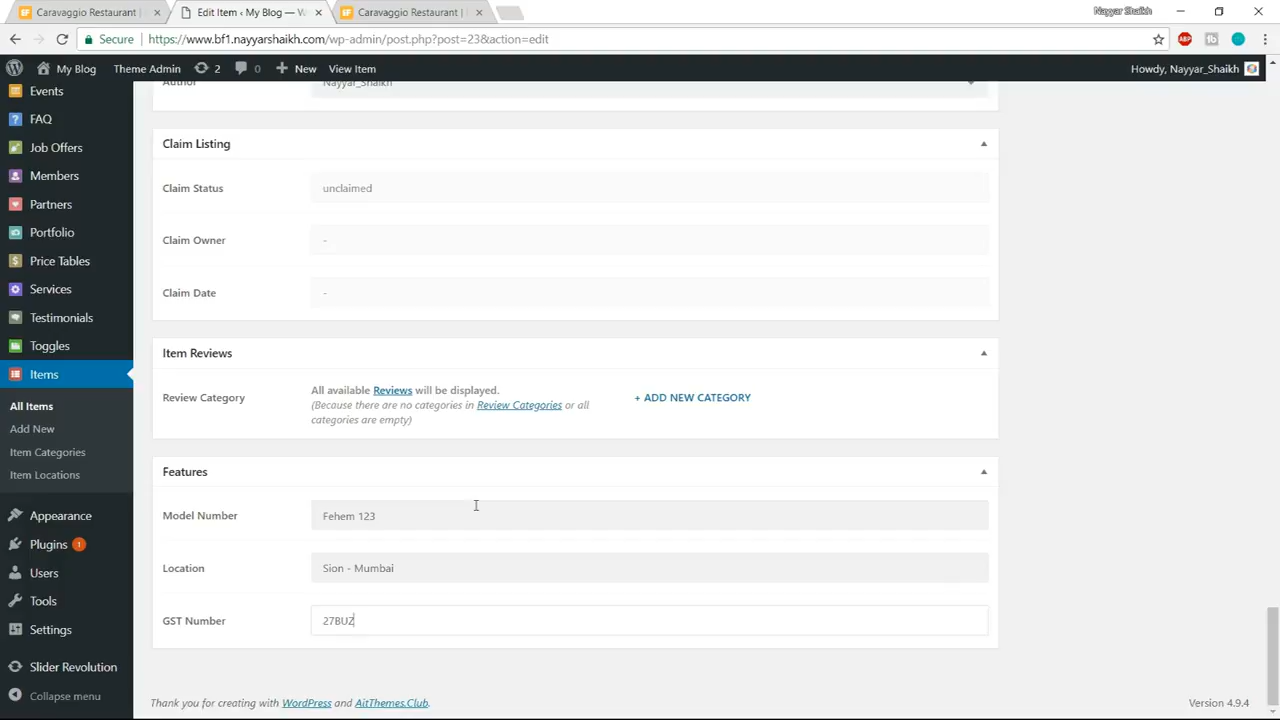 Caravaggio Restaurant |
Edit Item ‹ My Blog — W
Caravaggio Restaurant |
Nayyar Shaikh
Secure
https://www.bf1.nayyarshaikh.com/wp-admin/post.php?post=23&action=edit
My Blog
Theme Admin
2
0
New
View Item
Howdy, Nayyar_Shaikh
Events
FAQ
Job Offers
Members
Partners
Portfolio
Price Tables
Services
Testimonials
Toggles
Items
All Items
Add New
Item Categories
Item Locations
Appearance
Plugins 1
Users
Tools
Settings
Slider Revolution
Collapse menu
Author
Nayyar_Shaikh
Claim Listing
Claim Status
unclaimed
Claim Owner
-
Claim Date
-
Item Reviews
Review Category
All available Reviews will be displayed.
(Because there are no categories in Review Categories or all
categories are empty)
+ ADD NEW CATEGORY
Features
Model Number
Fehem 123
Location
Sion - Mumbai
GST Number
27BUZ
Thank you for creating with WordPress and AitThemes.Club.
Version 4.9.4